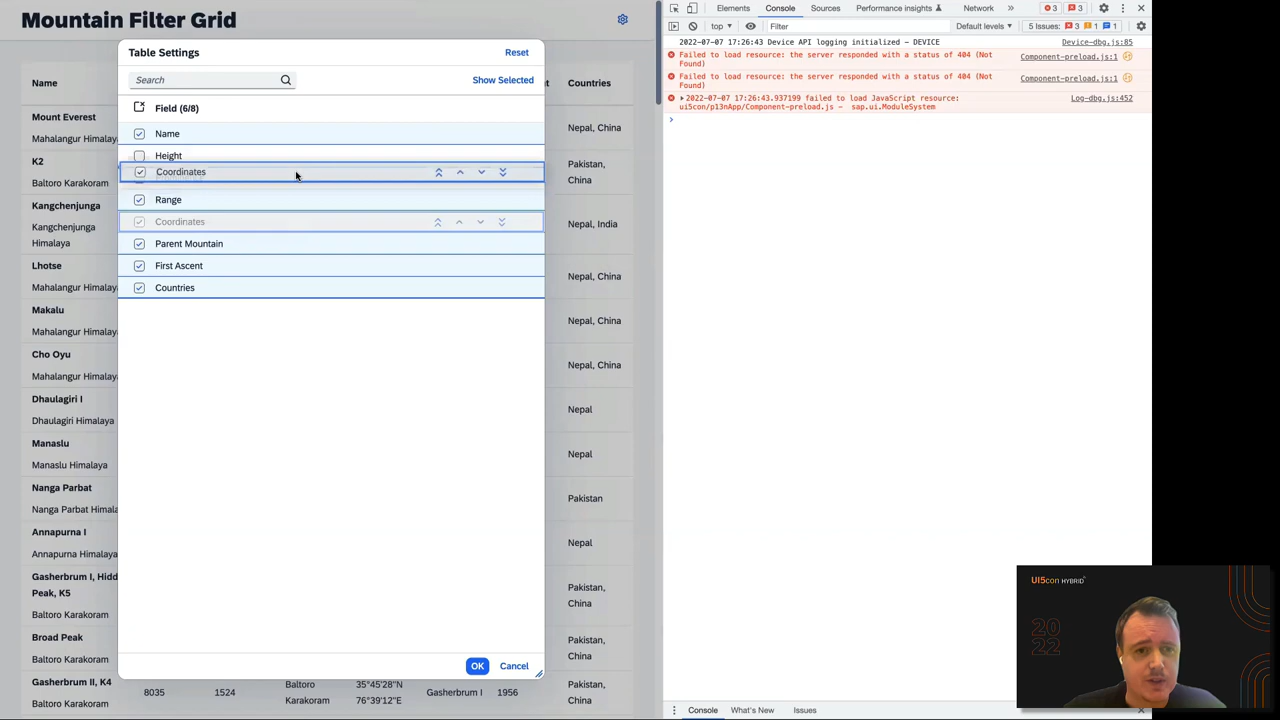 Mountain Filter Grid
Name
Countries
Mount Everest
Mahalangur Himalaya
Nepal, China
K2
Baltoro Karakoram
Pakistan,
China
Kangchenjunga
Kangchenjunga
Himalaya
Nepal, India
Lhotse
Mahalangur Himalaya
Nepal, China
Makalu
Mahalangur Himalaya
Nepal, China
Cho Oyu
Mahalangur Himalaya
Nepal, China
Dhaulagiri I
Dhaulagiri Himalaya
Nepal
Manaslu
Manaslu Himalaya
Nepal
Nanga Parbat
Nanga Parbat Himala
Pakistan
Annapurna I
Annapurna Himalaya
Nepal
Gasherbrum I, Hidd
Peak, K5
Baltoro Karakoram
Pakistan,
China
Broad Peak
Baltoro Karakoram
Pakistan,
China
Gasherbrum II, K4
Baltoro Karakoram
8035
1524
Baltoro
Karakoram
35°45'28"N
76°39'12"E
Gasherbrum I
1956
Pakistan,
China
Table Settings
Reset
Search
Show Selected
Field (6/8)
Name
Height
Coordinates
Range
Coordinates
Parent Mountain
First Ascent
Countries
OK
Cancel
Elements
Console
Sources
Performance insights
Network
»
3
3
top
Filter
Default levels
5 Issues:
3
1
1
2022-07-07 17:26:43 Device API logging initialized - DEVICE
Device-dbg.js:85
Failed to load resource: the server responded with a status of 404 (Not
Found)
Component-preload.js:1
Failed to load resource: the server responded with a status of 404 (Not
Found)
Component-preload.js:1
2022-07-07 17:26:43.937199 failed to load JavaScript resource:
ui5con/p13nApp/Component-preload.js - sap.ui.ModuleSystem
Log-dbg.js:452
Console
What's New
Issues
UI5con HYBRID
20
22